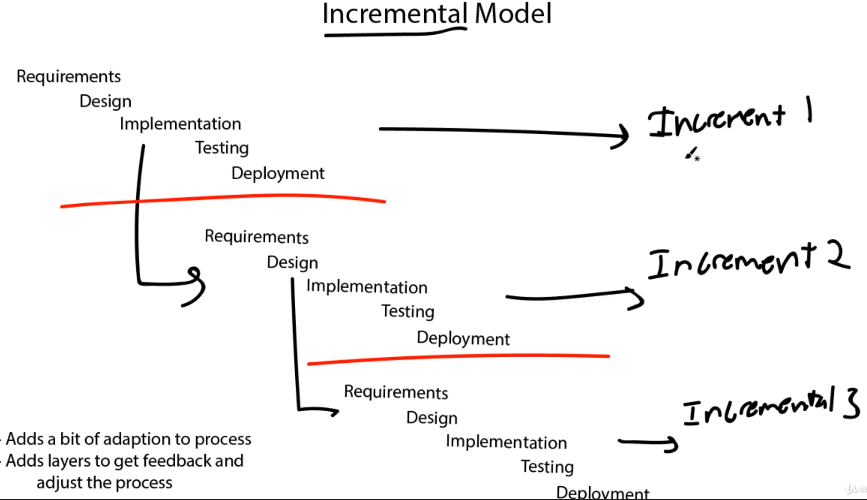 Incremental Model
Requirements
Design
Implementation
Testing
Deployment
Increment 1
Requirements
Design
Implementation
Testing
Deployment
Increment 2
Requirements
Design
Implementation
Testing
Deployment
Incremental 3
- Adds a bit of adaption to process
- Adds layers to get feedback and
adjust the process